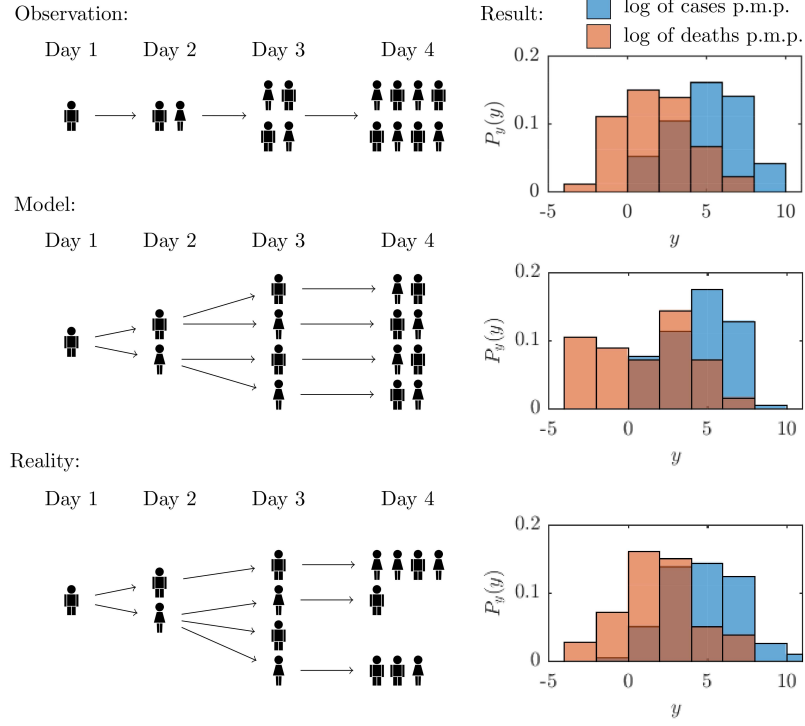 Observation:
Day 1 Day 2 Day 3 Day 4
Result:
log of cases p.m.p.
log of deaths p.m.p.
0.2
0.1
0
-5 0 5 10
P_y(y)
y
Model:
Day 1 Day 2 Day 3 Day 4
0.2
0.1
0
-5 0 5 10
P_y(y)
y
Reality:
Day 1 Day 2 Day 3 Day 4
0.2
0.1
0
-5 0 5 10
P_y(y)
y